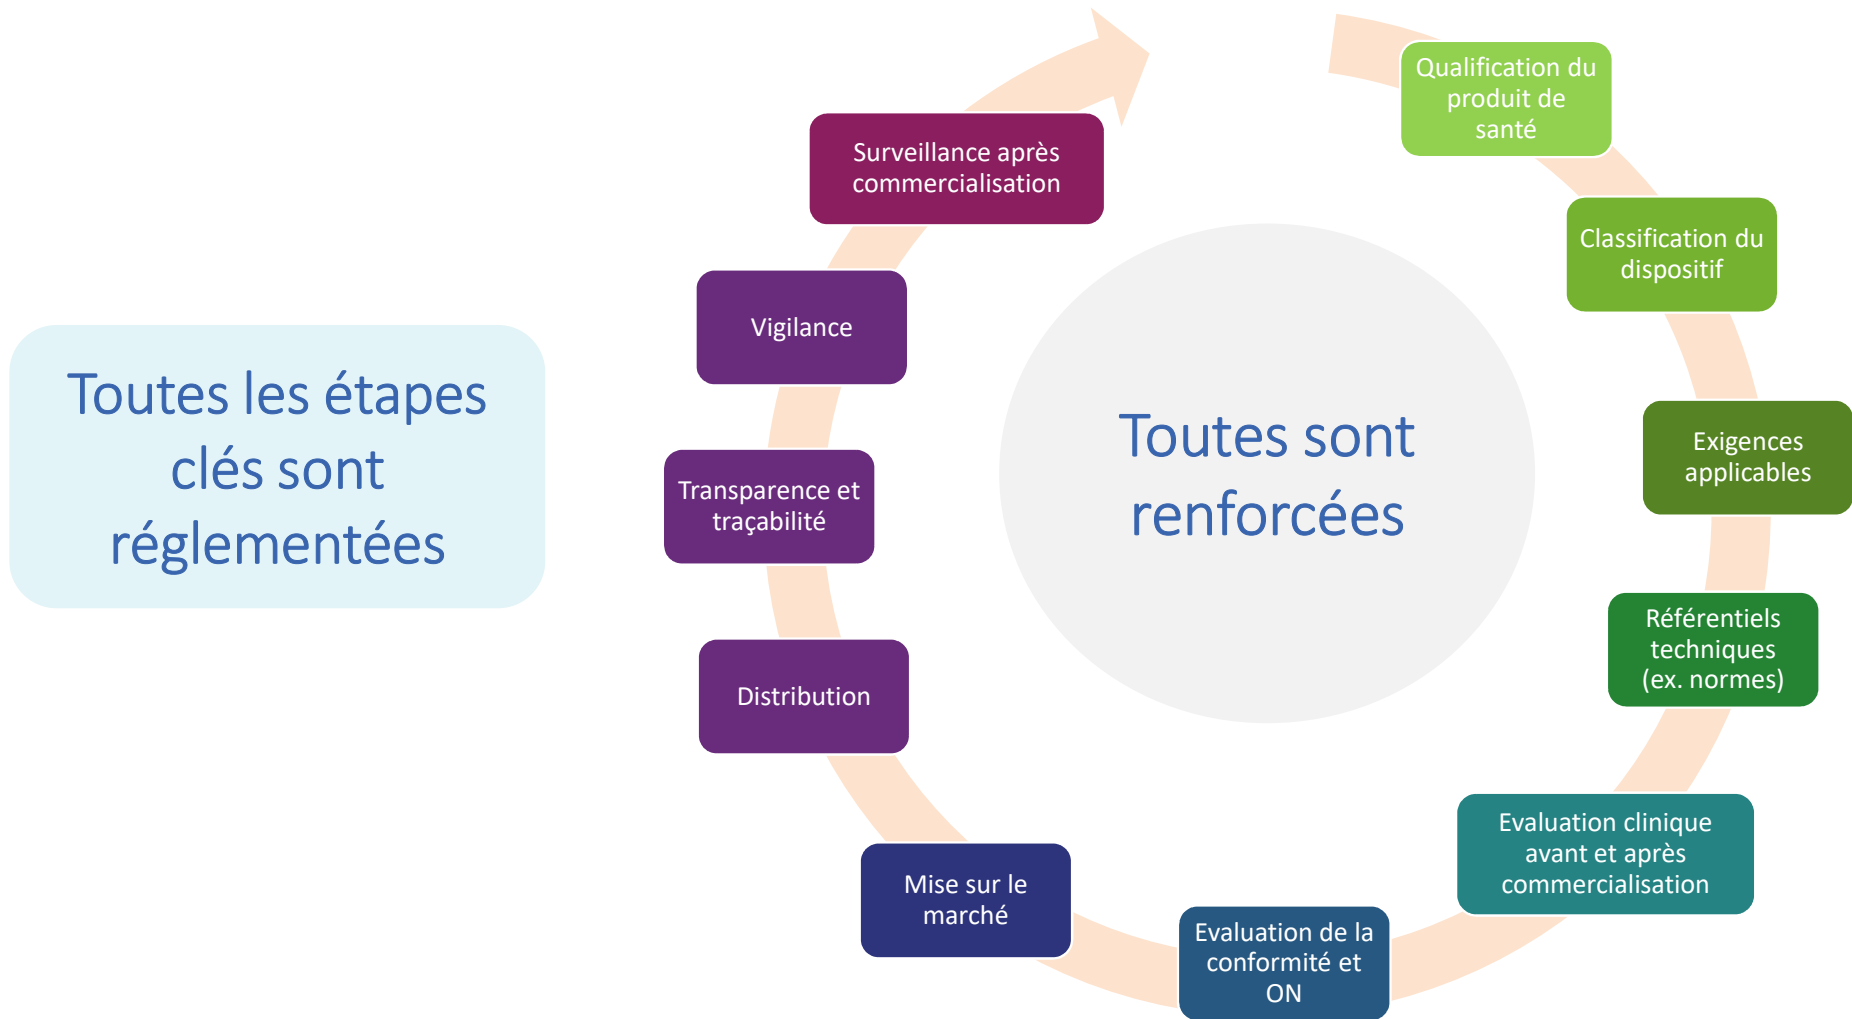 Toutes les étapes
clés sont
réglementées
Toutes sont
renforcées
Qualification du
produit de
santé
Classification du
dispositif
Exigences
applicables
Référentiels
techniques
(ex. normes)
Evaluation clinique
avant et après
commercialisation
Evaluation de la
conformité et
ON
Mise sur le
marché
Distribution
Transparence et
traçabilité
Vigilance
Surveillance après
commercialisation